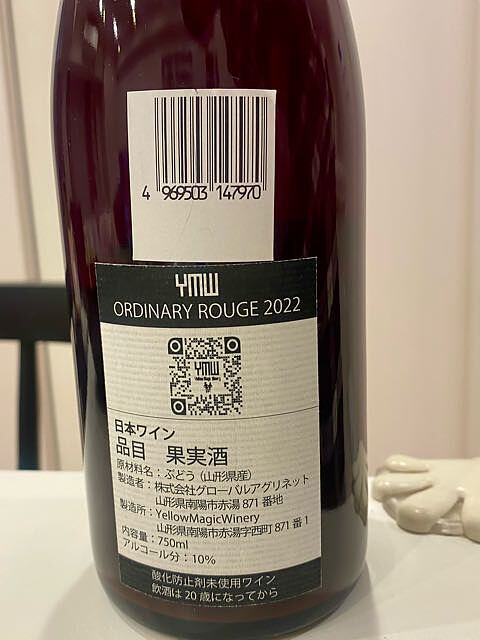 4 969503 147970
YMW
ORDINARY ROUGE 2022
YMW
日本ワイン
品目 果実酒
原材料名：ぶどう（山形県産）
製造者：株式会社グローバルアグリネット
山形県南陽市赤湯 871 番地
製造所：YellowMagicWinery
山形県南陽市赤湯字西町 871 番 1
内容量：750ml
アルコール分：10%
酸化防止剤未使用ワイン
飲酒は 20 歳になってから